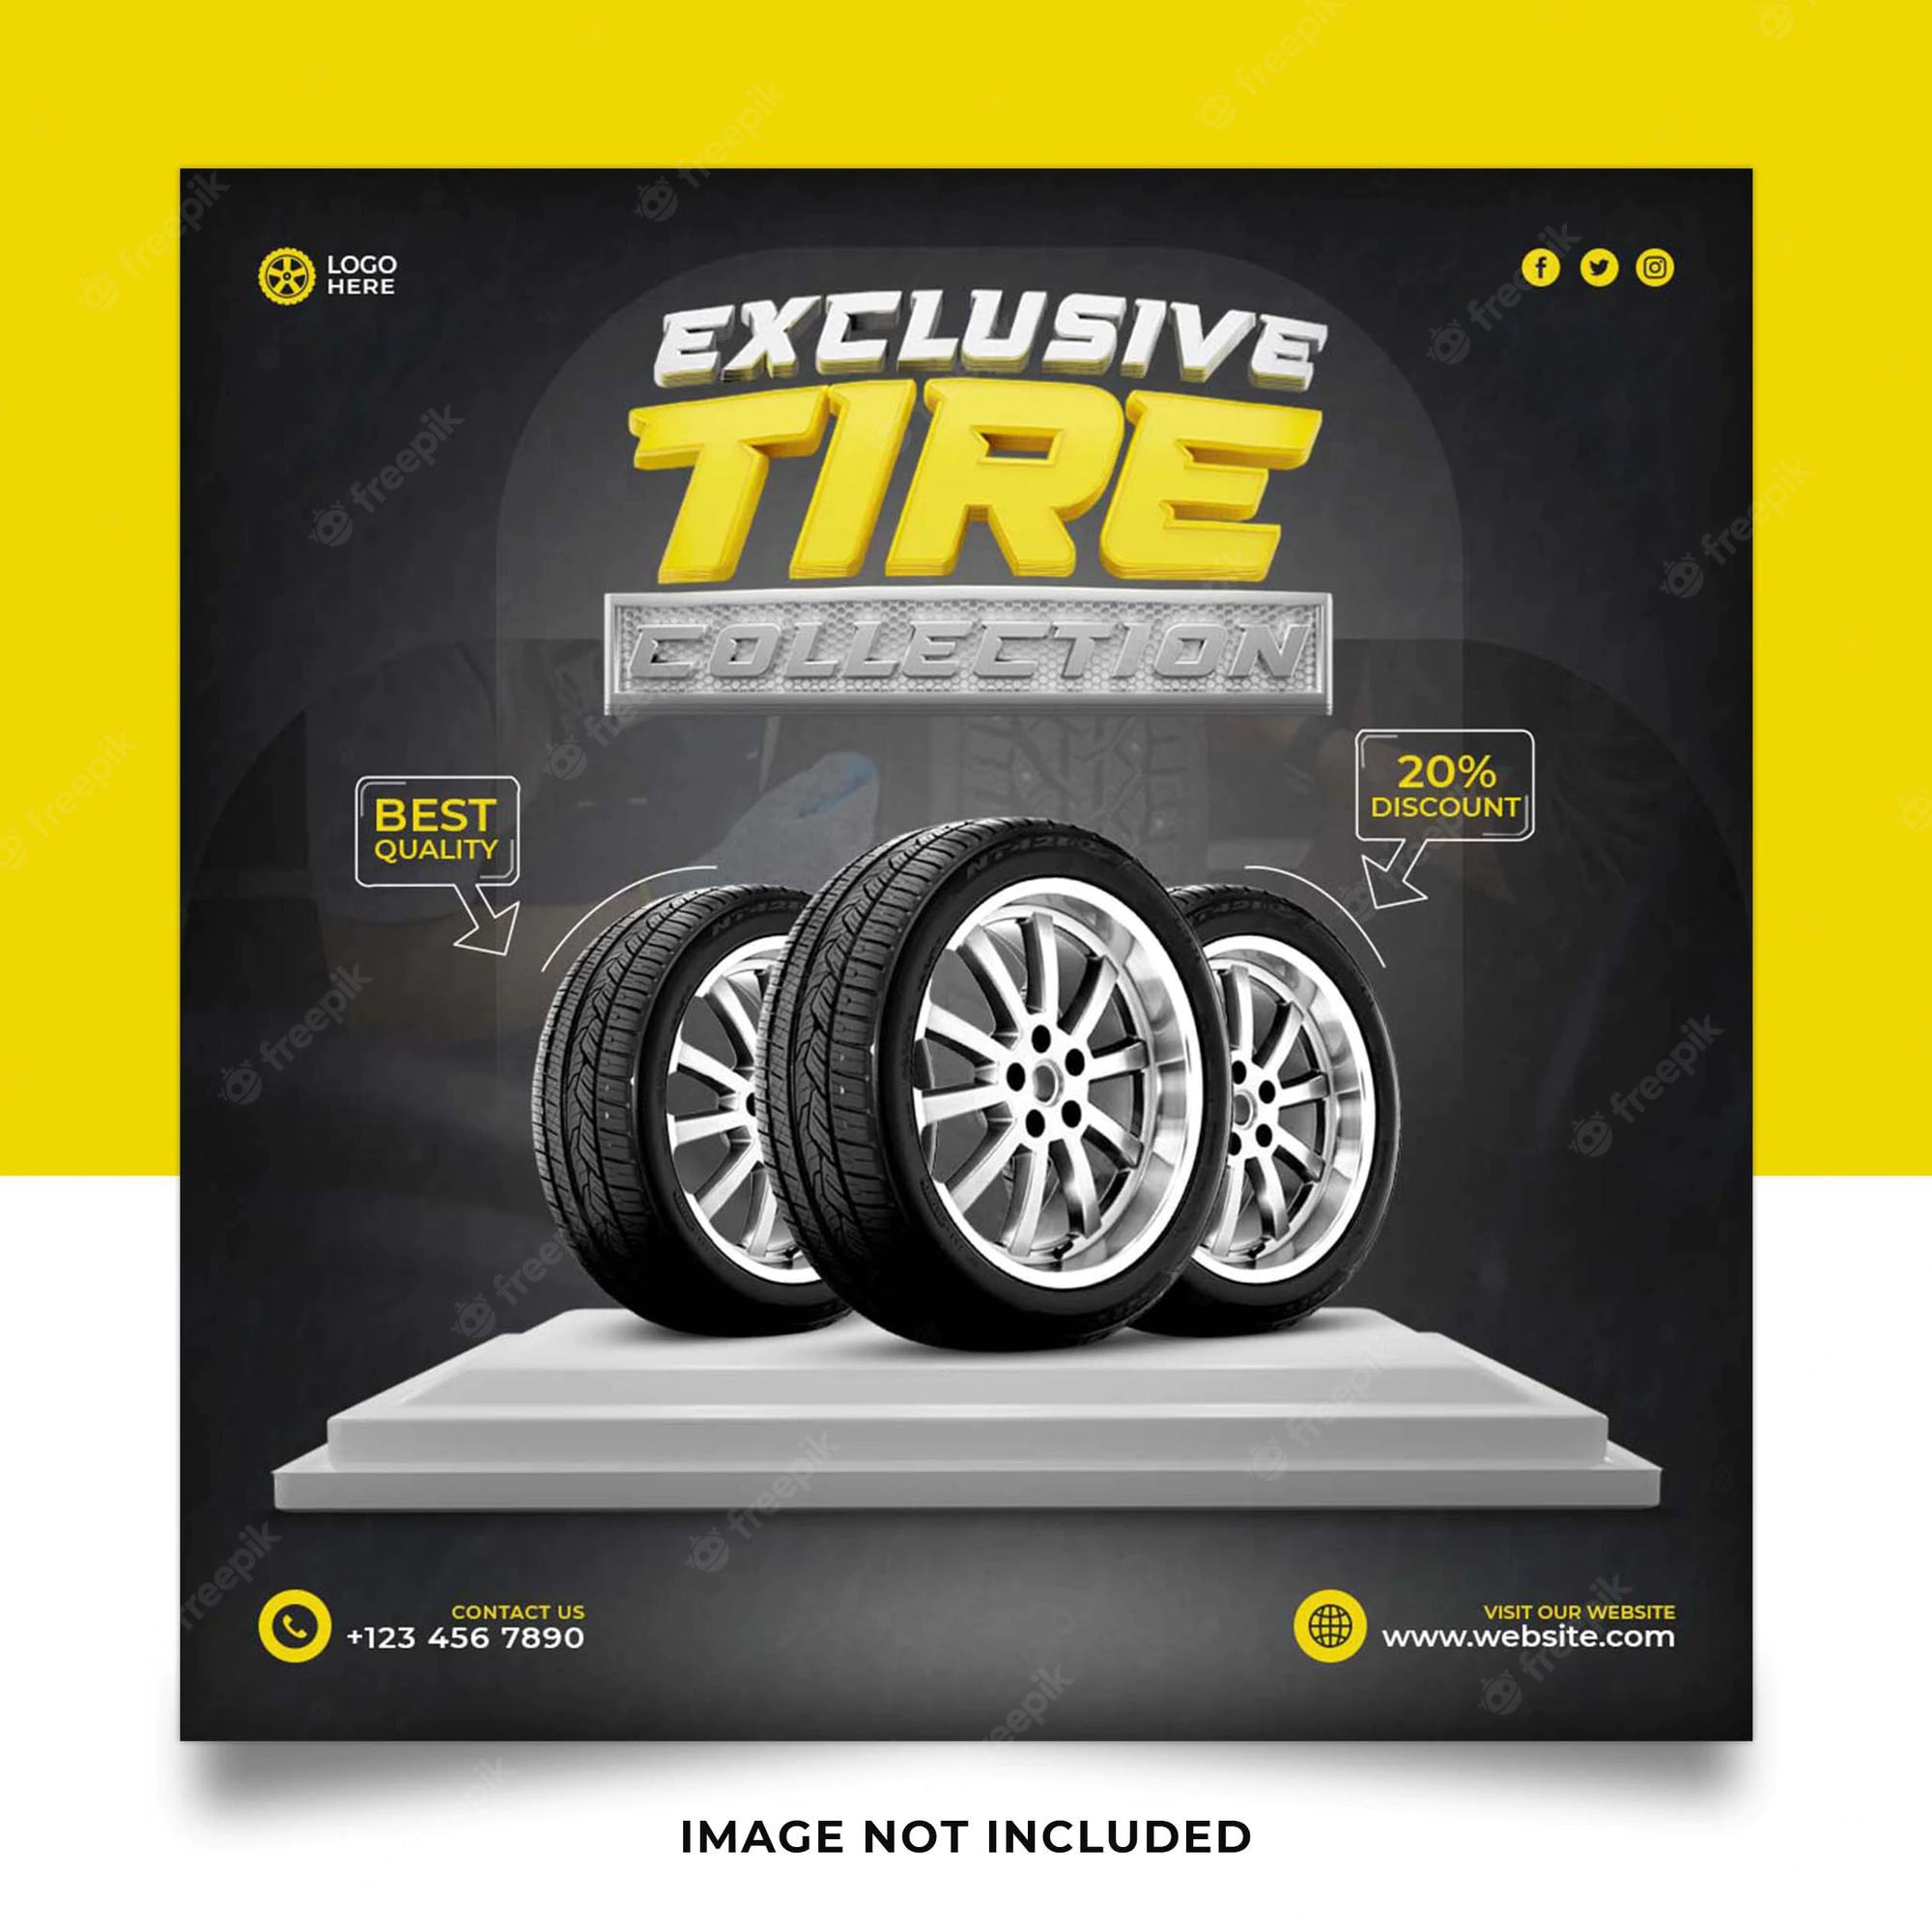 LOGO
HERE
EXCLUSIVE
TIRE
COLLECTION
BEST
QUALITY
20%
DISCOUNT
CONTACT US
+123 456 7890
VISIT OUR WEBSITE
www.website.com
IMAGE NOT INCLUDED
freepik